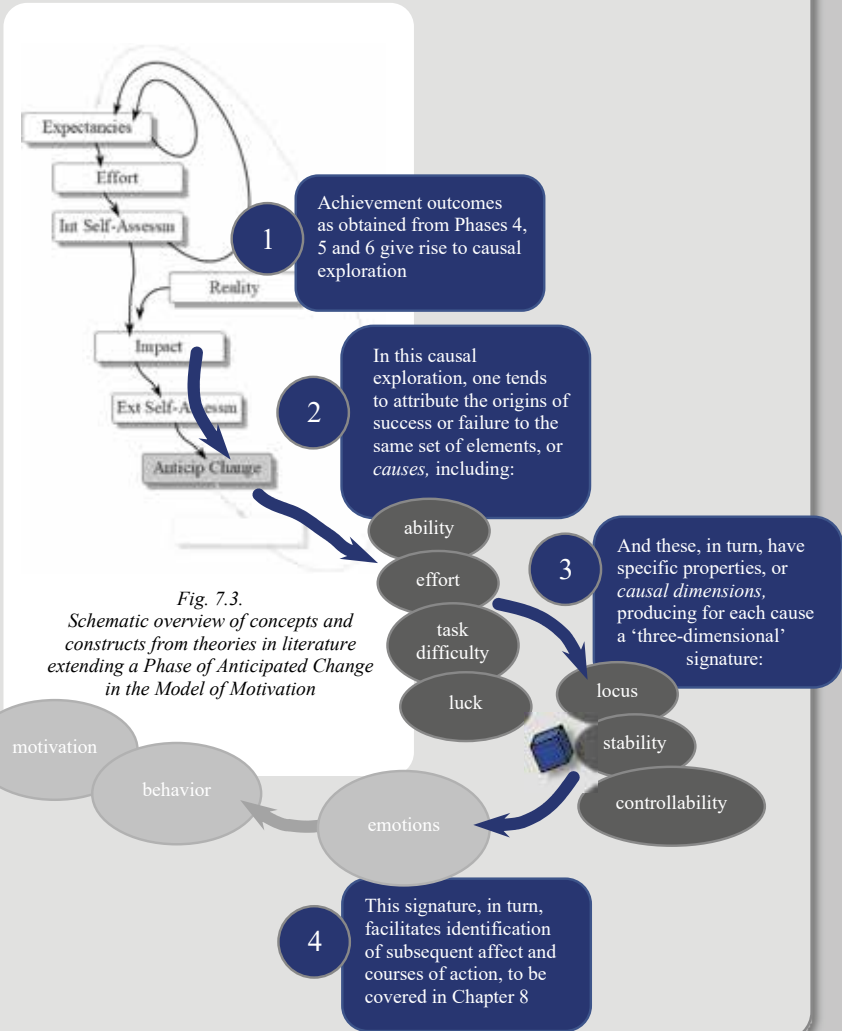 Expectancies
Effort
Int Self-Assessm
Reality
Impact
Ext Self-Assessm
Anticip Change
1
Achievement outcomes
as obtained from Phases 4,
5 and 6 give rise to causal
exploration
2
In this causal
exploration, one tends
to attribute the origins of
success or failure to the
same set of elements, or
causes, including:
ability
effort
task
difficulty
luck
3
And these, in turn, have
specific properties, or
causal dimensions,
producing for each cause
a ‘three-dimensional’
signature:
locus
stability
controllability
Fig. 7.3.
Schematic overview of concepts and
constructs from theories in literature
extending a Phase of Anticipated Change
in the Model of Motivation
motivation
behavior
emotions
4
This signature, in turn,
facilitates identification
of subsequent affect and
courses of action, to be
covered in Chapter 8